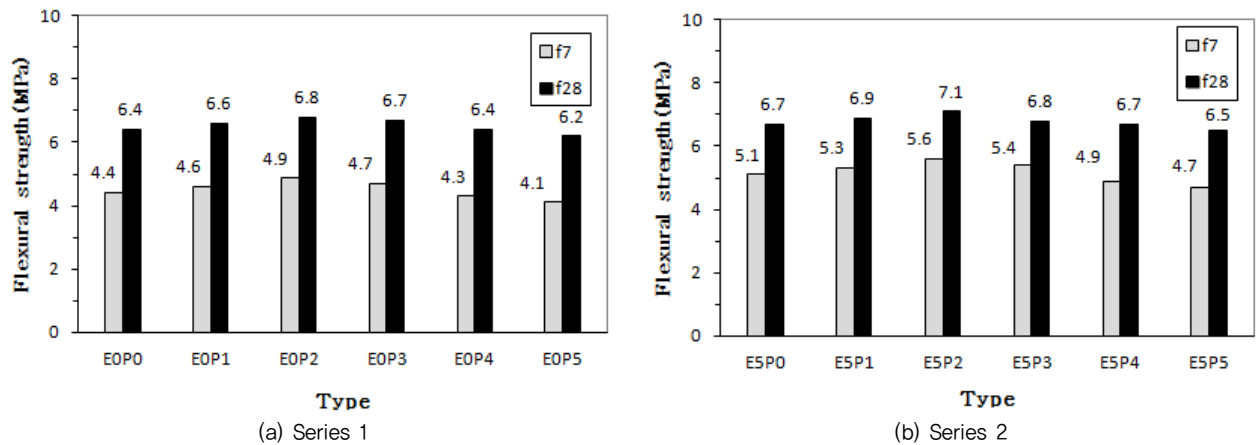 10
8
6
4
2
0
Flexural strength(MPa)
f7
f28
4.4
6.4
4.6
6.6
4.9
6.8
4.7
6.7
4.3
6.4
4.1
6.2
E0P0
E0P1
E0P2
E0P3
E0P4
E0P5
Type
(a) Series 1
10
8
6
4
2
0
Flexural strength(MPa)
f7
f28
5.1
6.7
5.3
6.9
5.6
7.1
5.4
6.8
4.9
6.7
4.7
6.5
E5P0
E5P1
E5P2
E5P3
E5P4
E5P5
Type
(b) Series 2